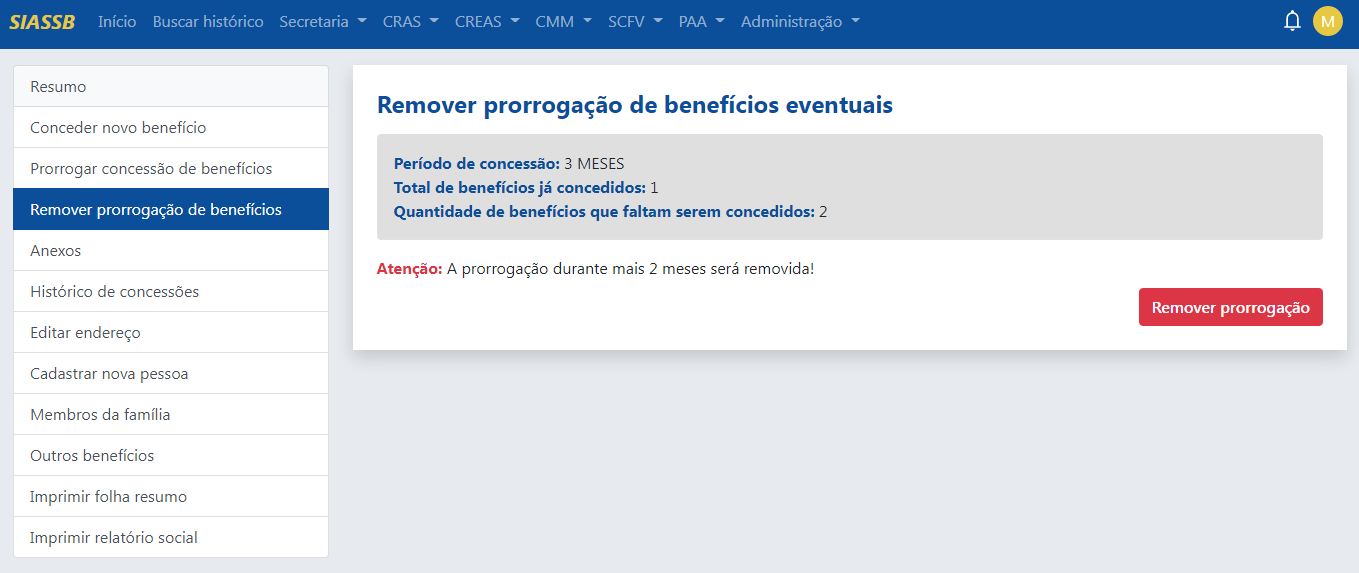 SIASSB Início Buscar histórico Secretaria CRAS CREAS CMM SCFV PAA Administração M
Resumo
Conceder novo benefício
Prorrogar concessão de benefícios
Remover prorrogação de benefícios
Anexos
Histórico de concessões
Editar endereço
Cadastrar nova pessoa
Membros da família
Outros benefícios
Imprimir folha resumo
Imprimir relatório social
Remover prorrogação de benefícios eventuais
Período de concessão: 3 MESES
Total de benefícios já concedidos: 1
Quantidade de benefícios que faltam serem concedidos: 2
Atenção: A prorrogação durante mais 2 meses será removida!
Remover prorrogação